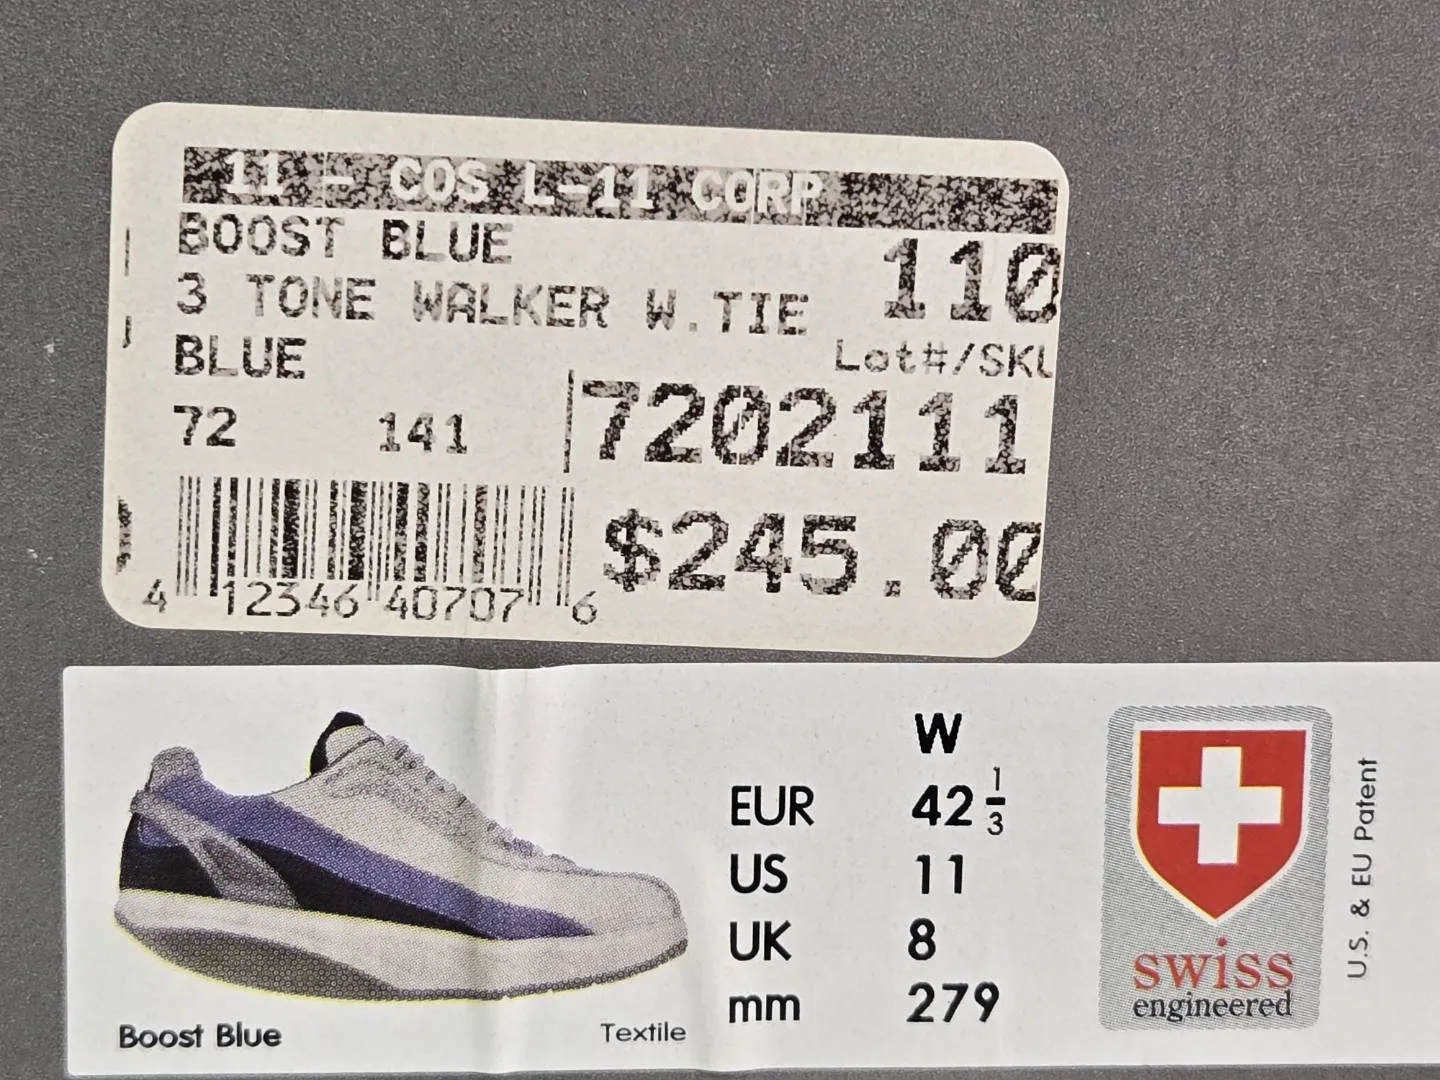 11 - COS L-11 CORP
BOOST BLUE
110
3 TONE WALKER W.TIE
BLUE
Lot#/SKU
72 141 7202111
$245.00
4 12346 40707 6
W
EUR 42 1/3
US 11
UK 8
mm 279
Boost Blue
Textile
swiss
engineered
U.S. & EU Patent